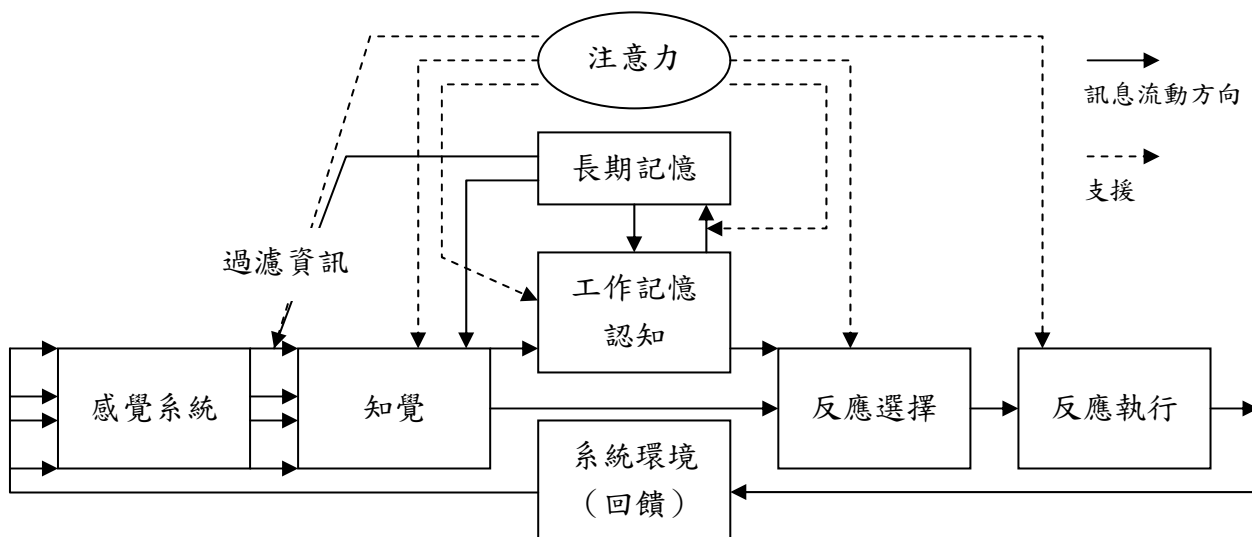 注意力
訊息流動方向
長期記憶
支援
過濾資訊
工作記憶
認知
感覺系統
知覺
反應選擇
反應執行
系統環境
（回饋）